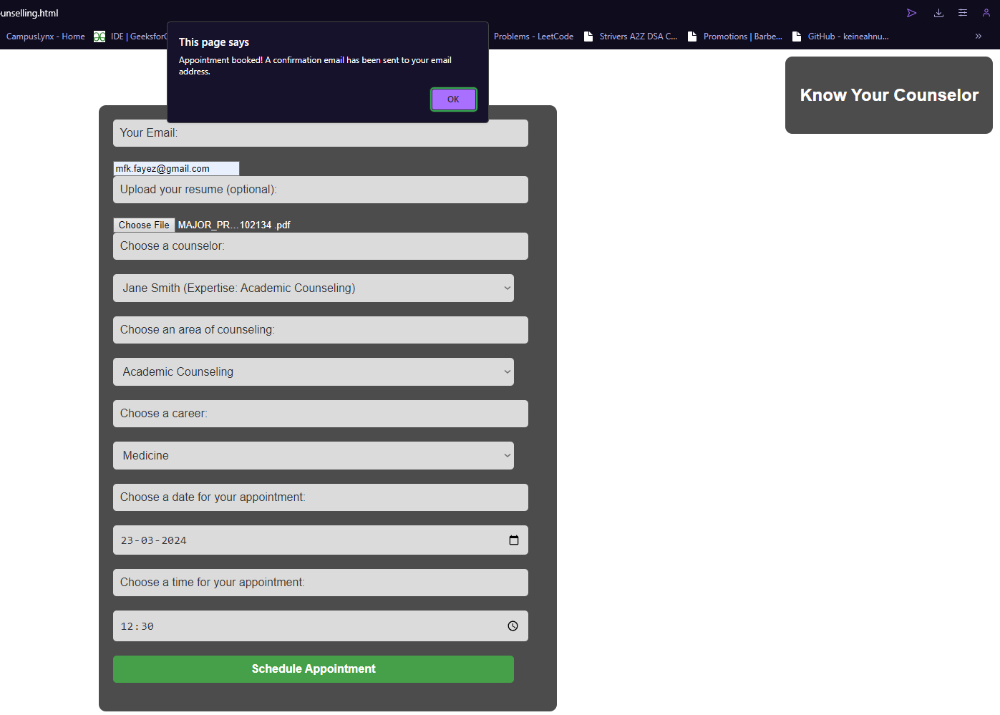 ounselling.html
CampusLynx - Home IDE | GeeksforG Problems - LeetCode Strivers A2Z DSA C... Promotions | Barbe... GitHub - keineahnu...
This page says
Appointment booked! A confirmation email has been sent to your email
address.
OK
Know Your Counselor
Your Email:
mfk.fayez@gmail.com
Upload your resume (optional):
Choose File MAJOR_PR...102134 .pdf
Choose a counselor:
Jane Smith (Expertise: Academic Counseling)
Choose an area of counseling:
Academic Counseling
Choose a career:
Medicine
Choose a date for your appointment:
23-03-2024
Choose a time for your appointment:
12:30
Schedule Appointment